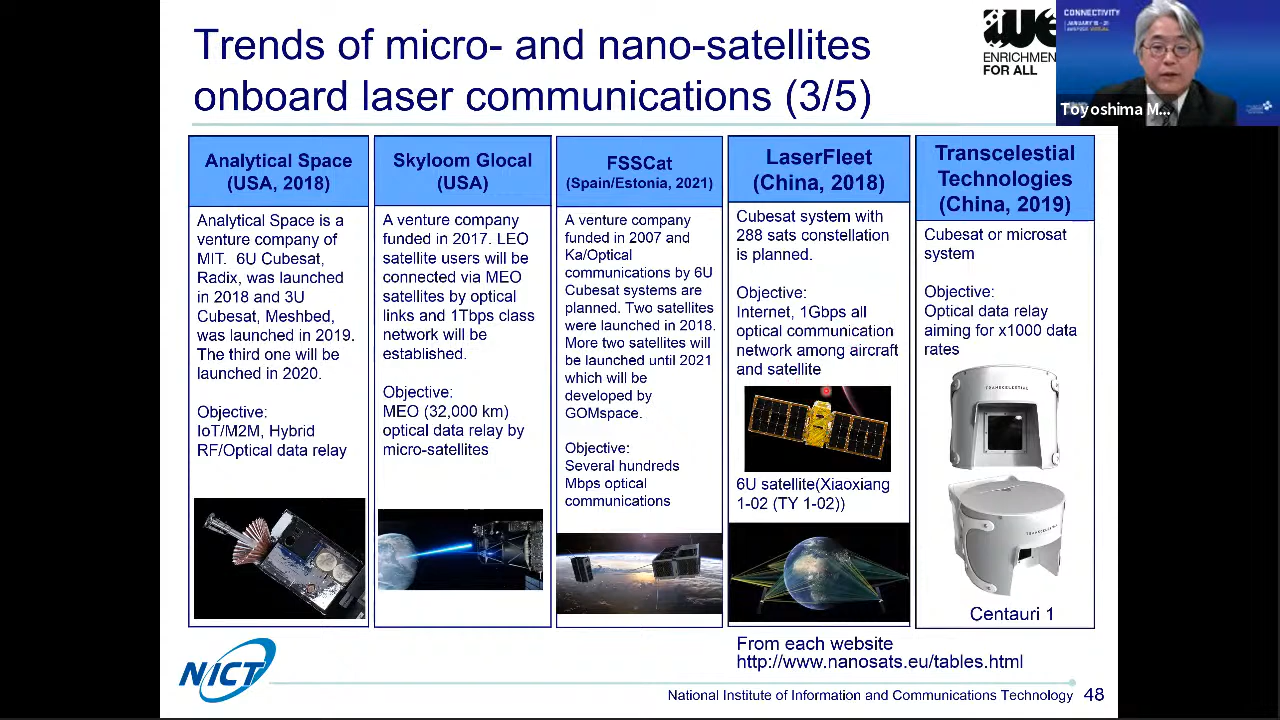 Trends of micro- and nano-satellites
onboard laser communications (3/5)
ENRICHMEN
FOR ALL
CONNECTIVITY
Toyoshima M...
Analytical Space
(USA, 2018)
Analytical Space is a
venture company of
MIT. 6U Cubesat,
Radix, was launched
in 2018 and 3U
Cubesat, Meshbed,
was launched in 2019.
The third one will be
launched in 2020.
Objective:
IoT/M2M, Hybrid
RF/Optical data relay
Skyloom Glocal
(USA)
A venture company
funded in 2017. LEO
satellite users will be
connected via MEO
satellites by optical
links and 1Tbps class
network will be
established.
Objective:
MEO (32,000 km)
optical data relay by
micro-satellites
FSSCat
(Spain/Estonia, 2021)
A venture company
funded in 2007 and
Ka/Optical
communications by 6U
Cubesat systems are
planned. Two satellites
were launched in 2018.
More two satellites will
be launched until 2021
which will be
developed by
GOMspace.
Objective:
Several hundreds
Mbps optical
communications
LaserFleet
(China, 2018)
Cubesat system with
288 sats constellation
is planned.
Objective:
Internet, 1Gbps all
optical communication
network among aircraft
and satellite
6U satellite(Xiaoxiang
1-02 (TY 1-02))
Transcelestial
Technologies
(China, 2019)
Cubesat or microsat
system
Objective:
Optical data relay
aiming for x1000 data
rates
TRANSCELESTIAL
Centauri 1
From each website
http://www.nanosats.eu/tables.html
NICT
National Institute of Information and Communications Technology 48